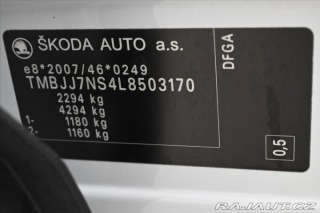 ŠKODA AUTO a.s.
e8*2007/46*0249
TMBJJ7NS4L8503170
2294 kg
4294 kg
1- 1180 kg
2- 1160 kg
DFGA
0,5
RAJAUT.CZ